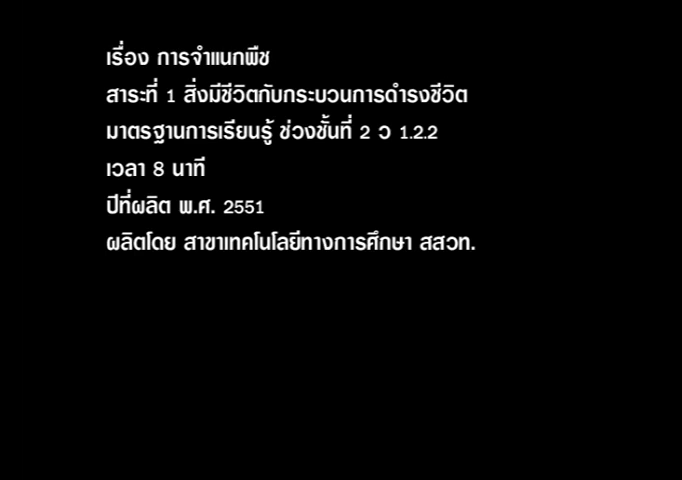 เรื่อง การจำแนกพืช
สาระที่ 1 สิ่งมีชีวิตกับกระบวนการดำรงชีวิต
มาตรฐานการเรียนรู้ ช่วงชั้นที่ 2 ว 1.2.2
เวลา 8 นาที
ปีที่ผลิต พ.ศ. 2551
ผลิตโดย สาขาเทคโนโลยีทางการศึกษา สสวท.